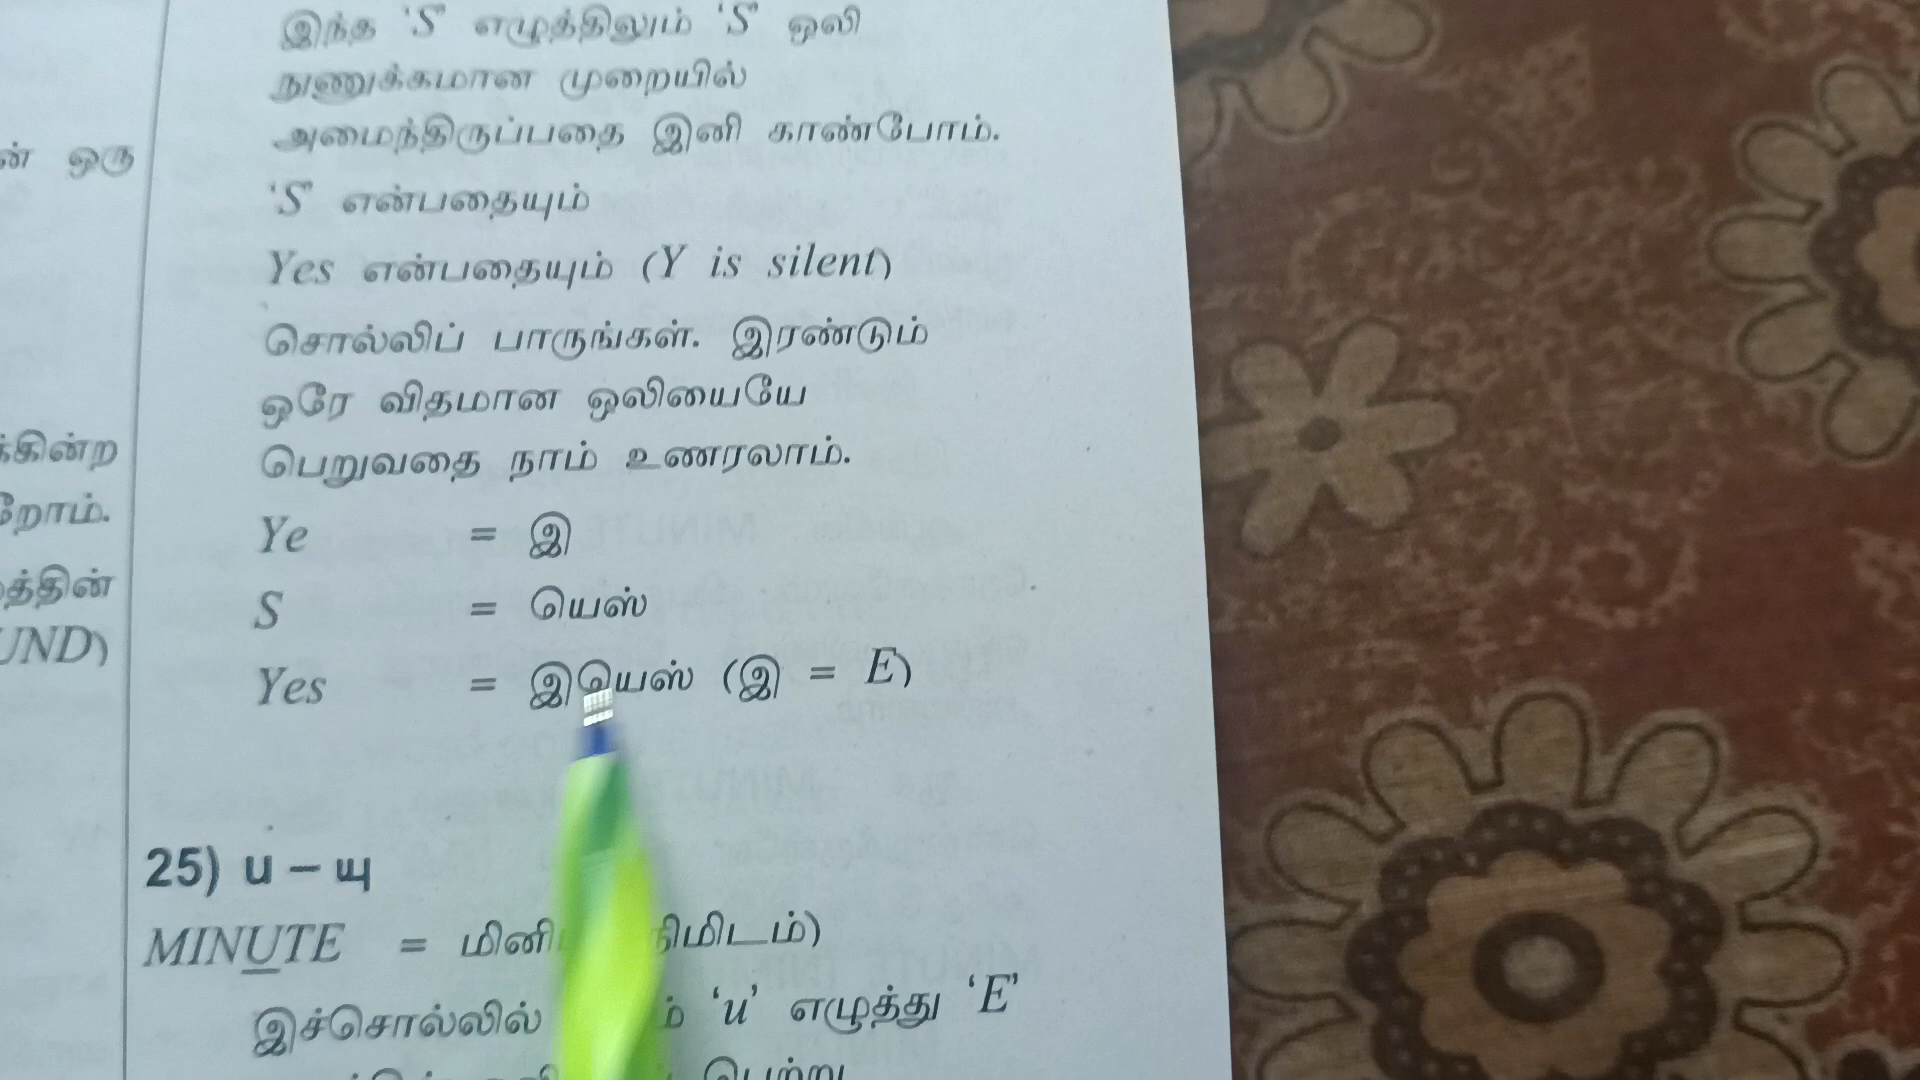 ன் ஒரு
க்கின்ற
றோம்.
த்தின்
UND)
இந்த 'S' எழுத்திலும் 'S' ஒலி
நுணுக்கமான முறையில்
அமைந்திருப்பதை இனி காண்போம்.
'S' என்பதையும்
Yes என்பதையும் (Y is silent)
சொல்லிப் பாருங்கள். இரண்டும்
ஒரே விதமான ஒலியையே
பெறுவதை நாம் உணரலாம்.
Ye = இ
S = யெஸ்
Yes = இயெஸ் (இ = E)
25) u – யு
MINUTE = நிமிடம்)
இச்சொல்லில் 'u' எழுத்து 'E'
பெற்று